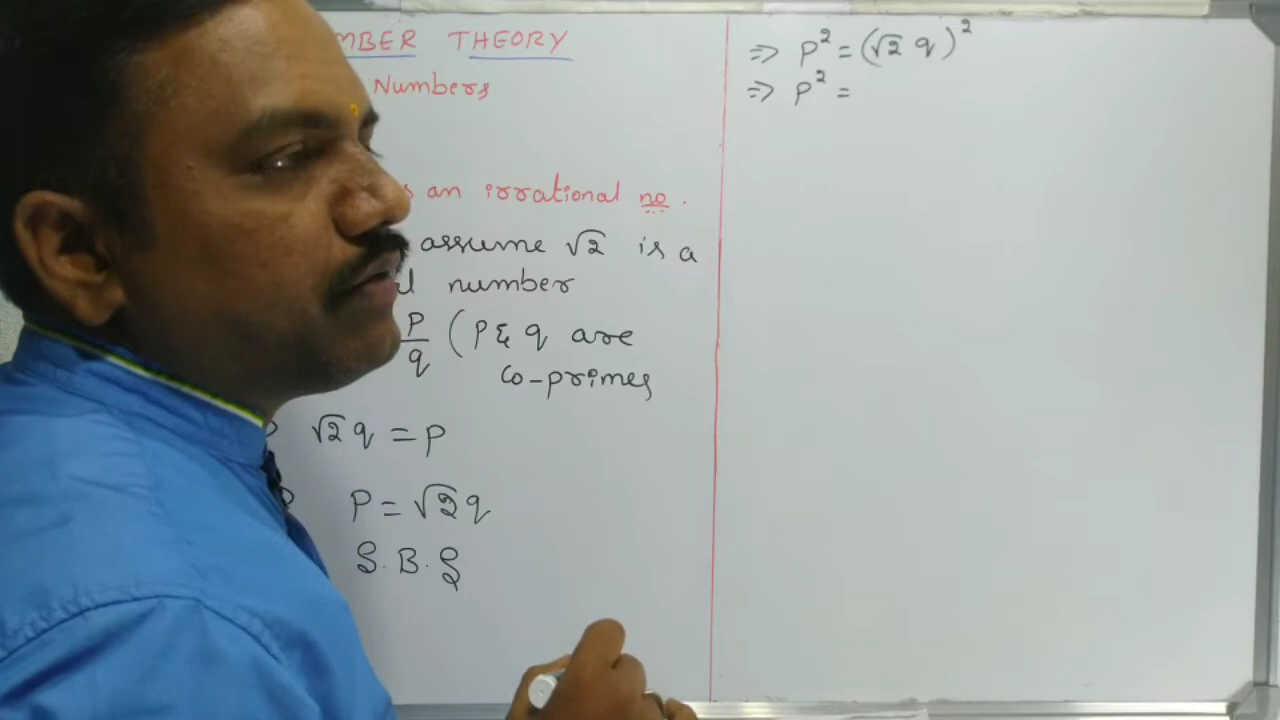 MBER THEORY
Numbers
an irrational no.
assume √2 is a
number
p/q (p & q are
co-primes
√2 q = p
p = √2 q
S.B.S
=> p² = (√2 q)²
=> p² =